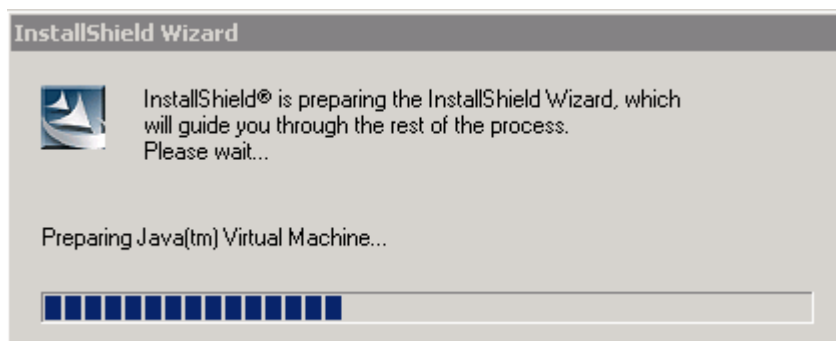 InstallShield Wizard
InstallShield® is preparing the InstallShield Wizard, which
will guide you through the rest of the process.
Please wait...
Preparing Java(tm) Virtual Machine...